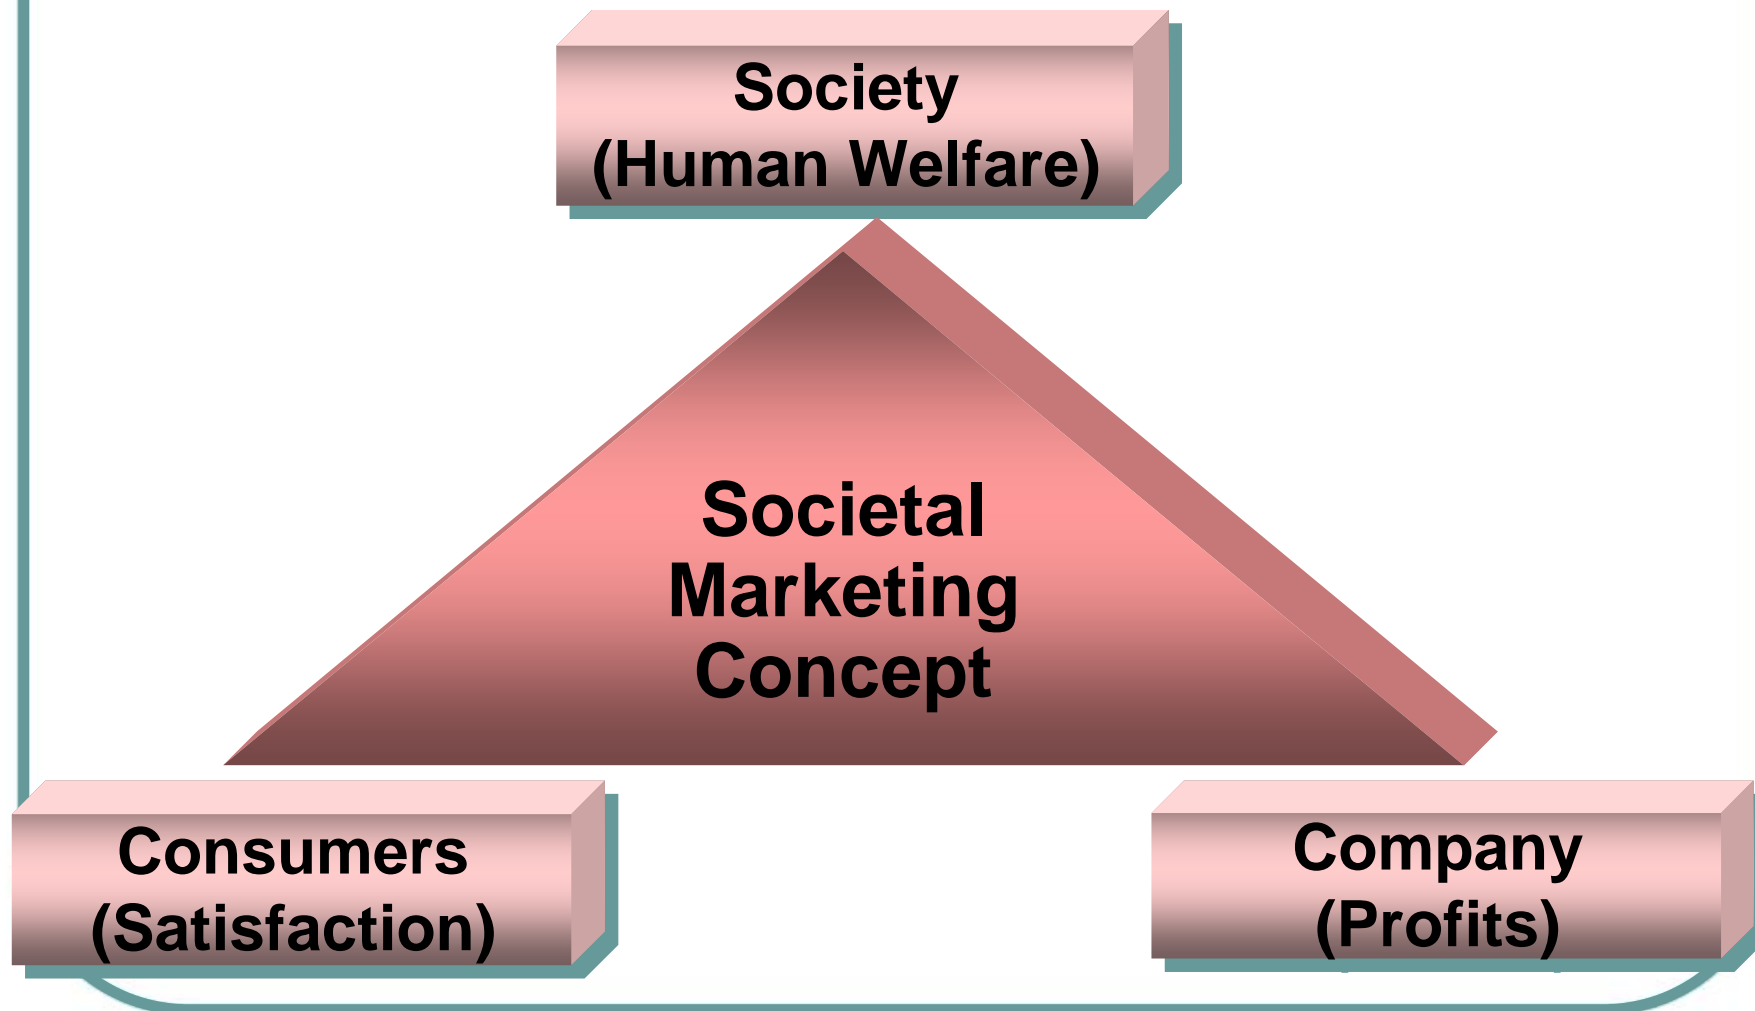 Society
(Human Welfare)
Societal
Marketing
Concept
Consumers
(Satisfaction)
Company
(Profits)